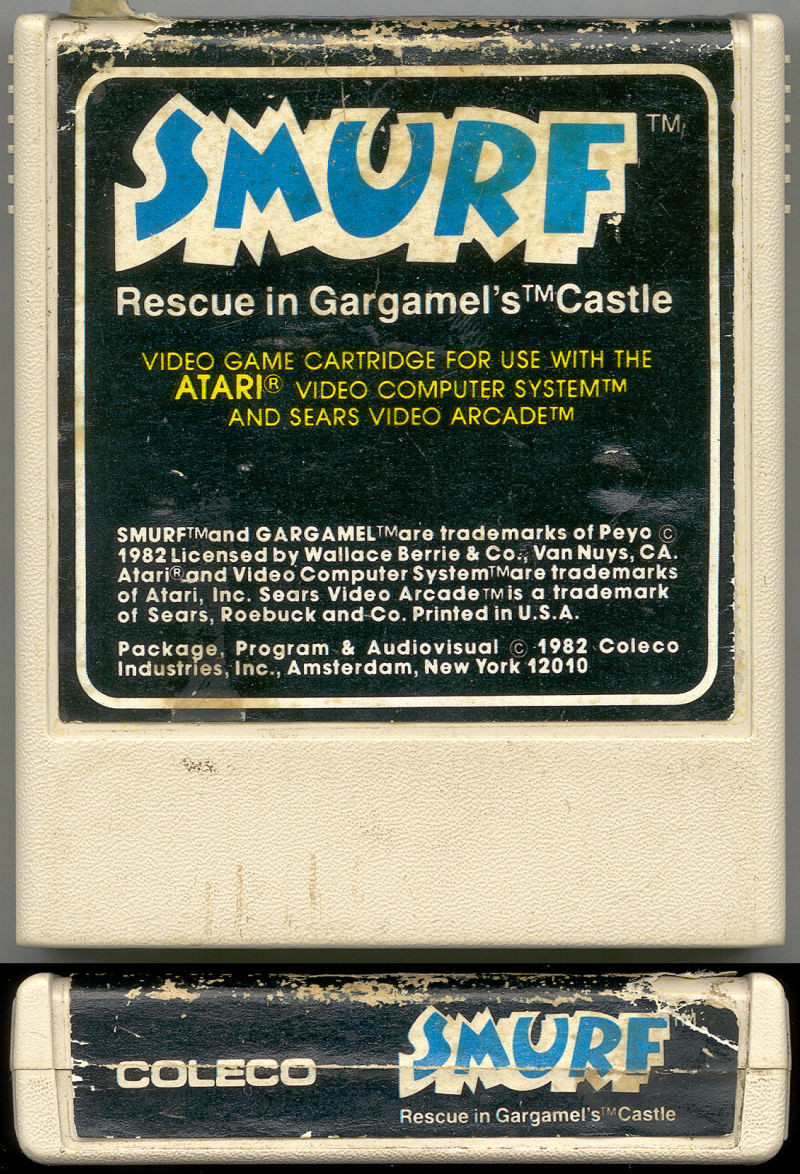 SMURF™
Rescue in Gargamel's™Castle
VIDEO GAME CARTRIDGE FOR USE WITH THE
ATARI® VIDEO COMPUTER SYSTEM™
AND SEARS VIDEO ARCADE™
SMURF™and GARGAMEL™are trademarks of Peyo ©
1982 Licensed by Wallace Berrie & Co., Van Nuys, CA.
Atari®and Video Computer System™are trademarks
of Atari, Inc. Sears Video Arcade™is a trademark
of Sears, Roebuck and Co. Printed in U.S.A.
Package, Program & Audiovisual © 1982 Coleco
Industries, Inc., Amsterdam, New York 12010
COLECO
SMURF™
Rescue in Gargamel's™Castle